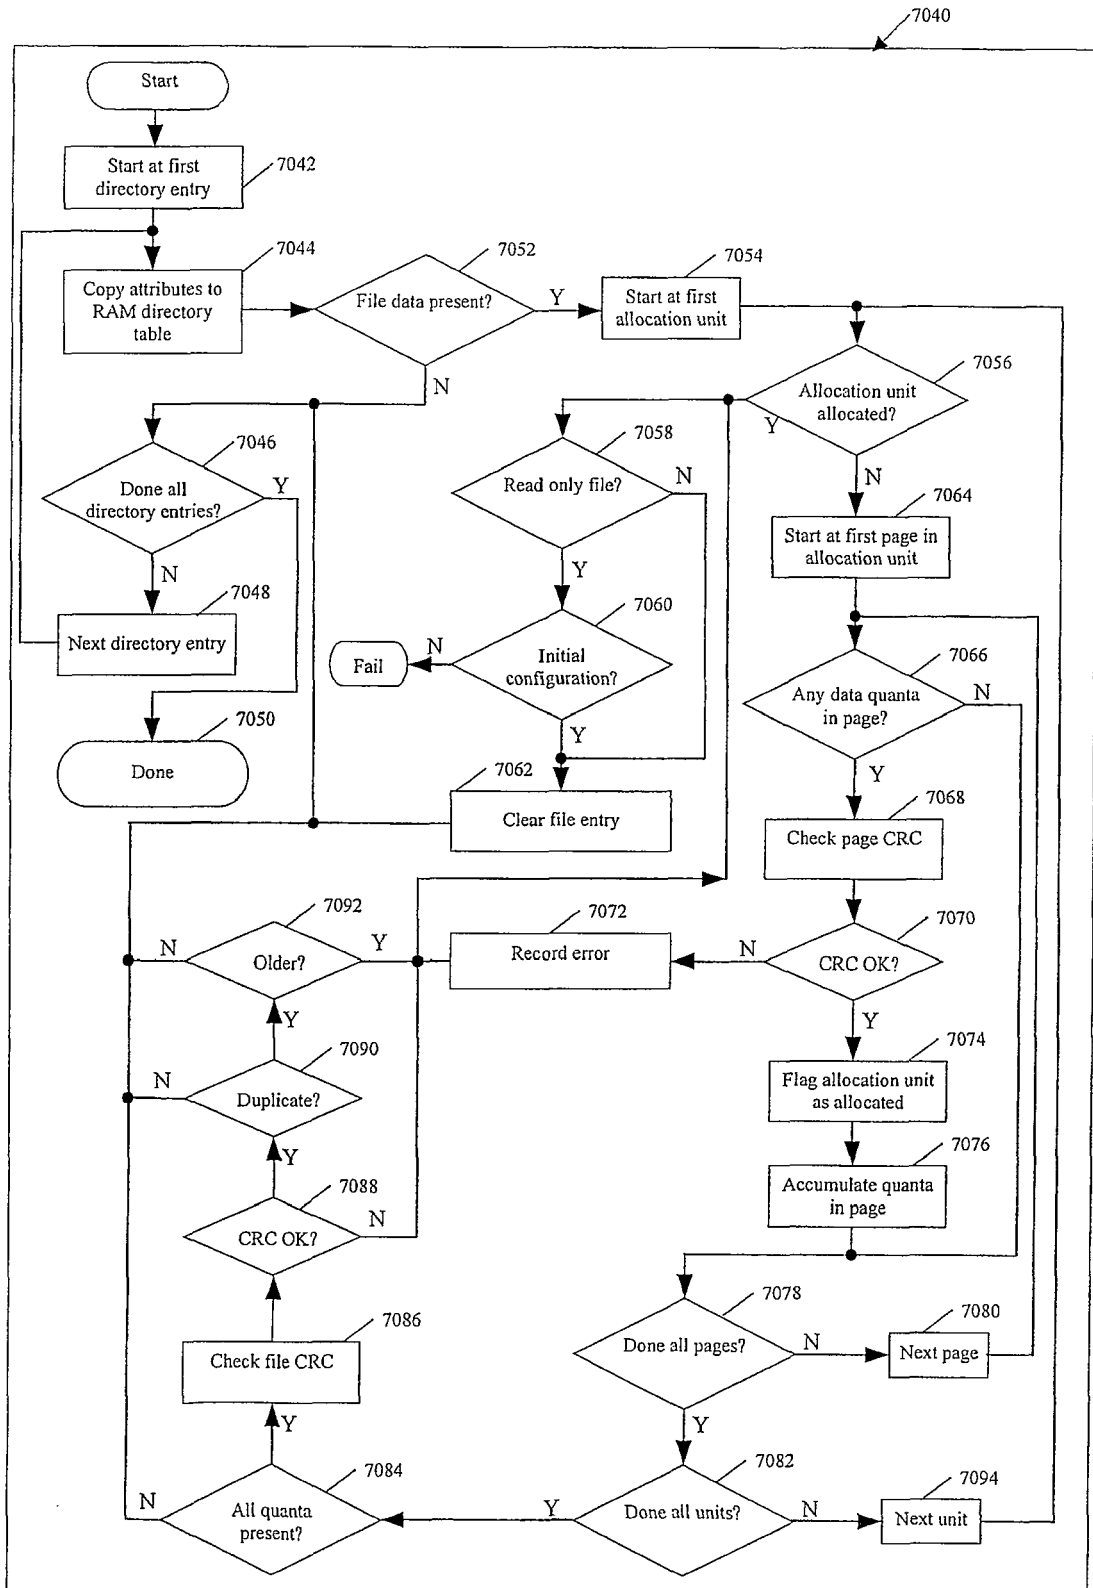 7040
Start
Start at first
directory entry
7042
7044
Copy attributes to
RAM directory
table
7052
File data present?
Y
N
7054
Start at first
allocation unit
7056
Allocation unit
allocated?
Y
N
7046
Done all
directory entries?
Y
N
7048
Next directory entry
7050
Done
7058
Read only file?
N
Y
7060
Initial
configuration?
N
Fail
Y
7062
Clear file entry
7064
Start at first page in
allocation unit
7066
Any data quanta
in page?
N
Y
7068
Check page CRC
7070
CRC OK?
N
Y
7072
Record error
7074
Flag allocation unit
as allocated
7076
Accumulate quanta
in page
7078
Done all pages?
N
Y
7080
Next page
7082
Done all units?
Y
N
7094
Next unit
7092
Older?
N
Y
Y
7090
Duplicate?
N
Y
7088
CRC OK?
N
7086
Check file CRC
Y
7084
All quanta
present?
N